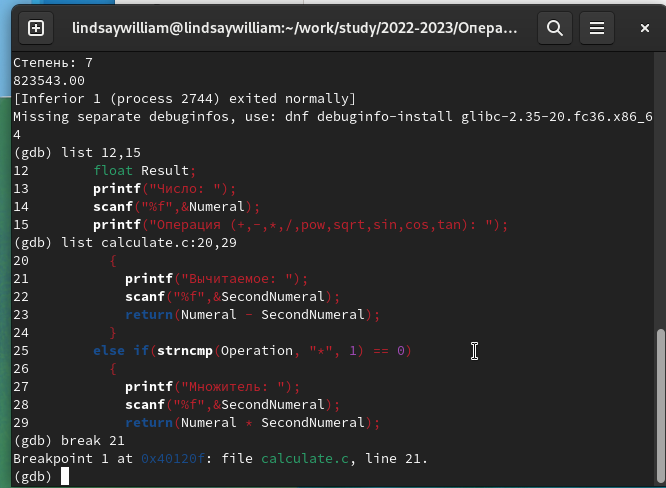 lindsaywilliam@lindsaywilliam:~/work/study/2022-2023/Опера...
Степень: 7
823543.00
[Inferior 1 (process 2744) exited normally]
Missing separate debuginfos, use: dnf debuginfo-install glibc-2.35-20.fc36.x86_6
4
(gdb) list 12,15
12        float Result;
13        printf("Число: ");
14        scanf("%f",&Numeral);
15        printf("Операция (+,-,*,/,pow,sqrt,sin,cos,tan): ");
(gdb) list calculate.c:20,29
20          {
21            printf("Вычитаемое: ");
22            scanf("%f",&SecondNumeral);
23            return(Numeral - SecondNumeral);
24          }
25        else if(strncmp(Operation, "*", 1) == 0)
26          {
27            printf("Множитель: ");
28            scanf("%f",&SecondNumeral);
29            return(Numeral * SecondNumeral);
(gdb) break 21
Breakpoint 1 at 0x40120f: file calculate.c, line 21.
(gdb)